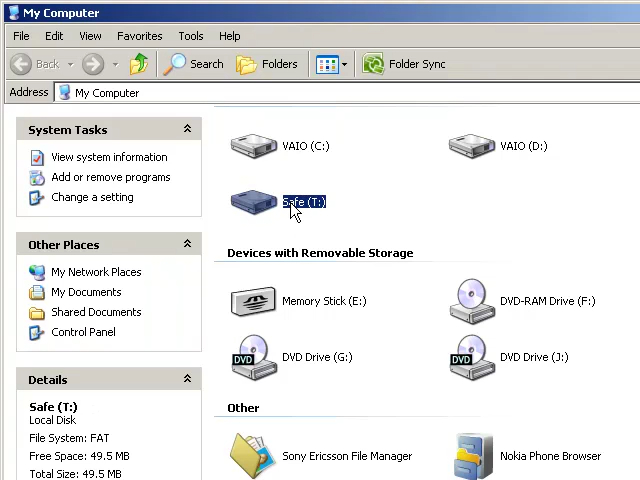 My Computer
File Edit View Favorites Tools Help
Back Search Folders Folder Sync
Address My Computer
System Tasks
View system information
Add or remove programs
Change a setting
Other Places
My Network Places
My Documents
Shared Documents
Control Panel
Details
Safe (T:)
Local Disk
File System: FAT
Free Space: 49.5 MB
Total Size: 49.5 MB
VAIO (C:) VAIO (D:)
Safe (T:)
Devices with Removable Storage
Memory Stick (E:) DVD-RAM Drive (F:)
DVD DVD Drive (G:) DVD DVD Drive (J:)
Other
Sony Ericsson File Manager Nokia Phone Browser